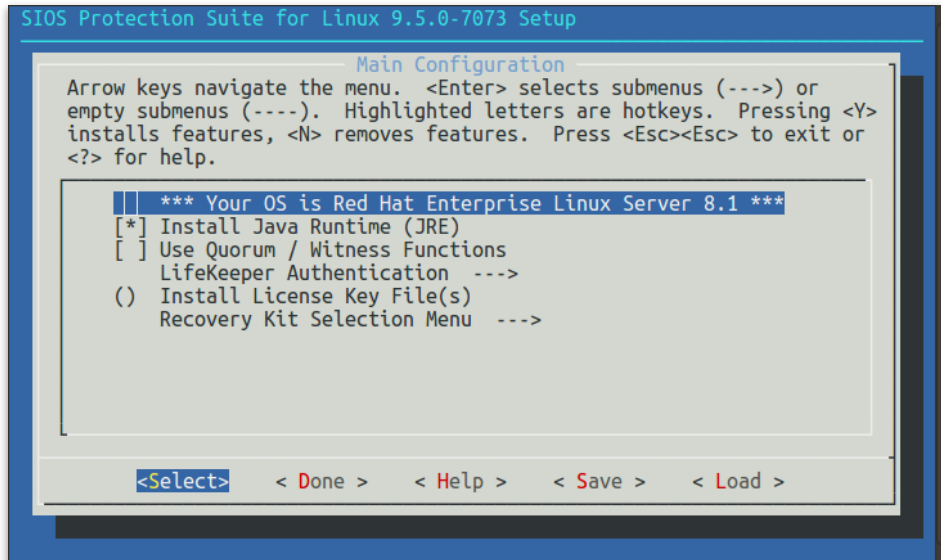 SIOS Protection Suite for Linux 9.5.0-7073 Setup
Main Configuration
Arrow keys navigate the menu.  <Enter> selects submenus (--->) or
empty submenus (----).  Highlighted letters are hotkeys.  Pressing <Y>
installs features, <N> removes features.  Press <Esc><Esc> to exit or
<?> for help.
*** Your OS is Red Hat Enterprise Linux Server 8.1 ***
[*] Install Java Runtime (JRE)
[ ] Use Quorum / Witness Functions
LifeKeeper Authentication  --->
()  Install License Key File(s)
Recovery Kit Selection Menu  --->
<Select>    < Done >    < Help >    < Save >    < Load >